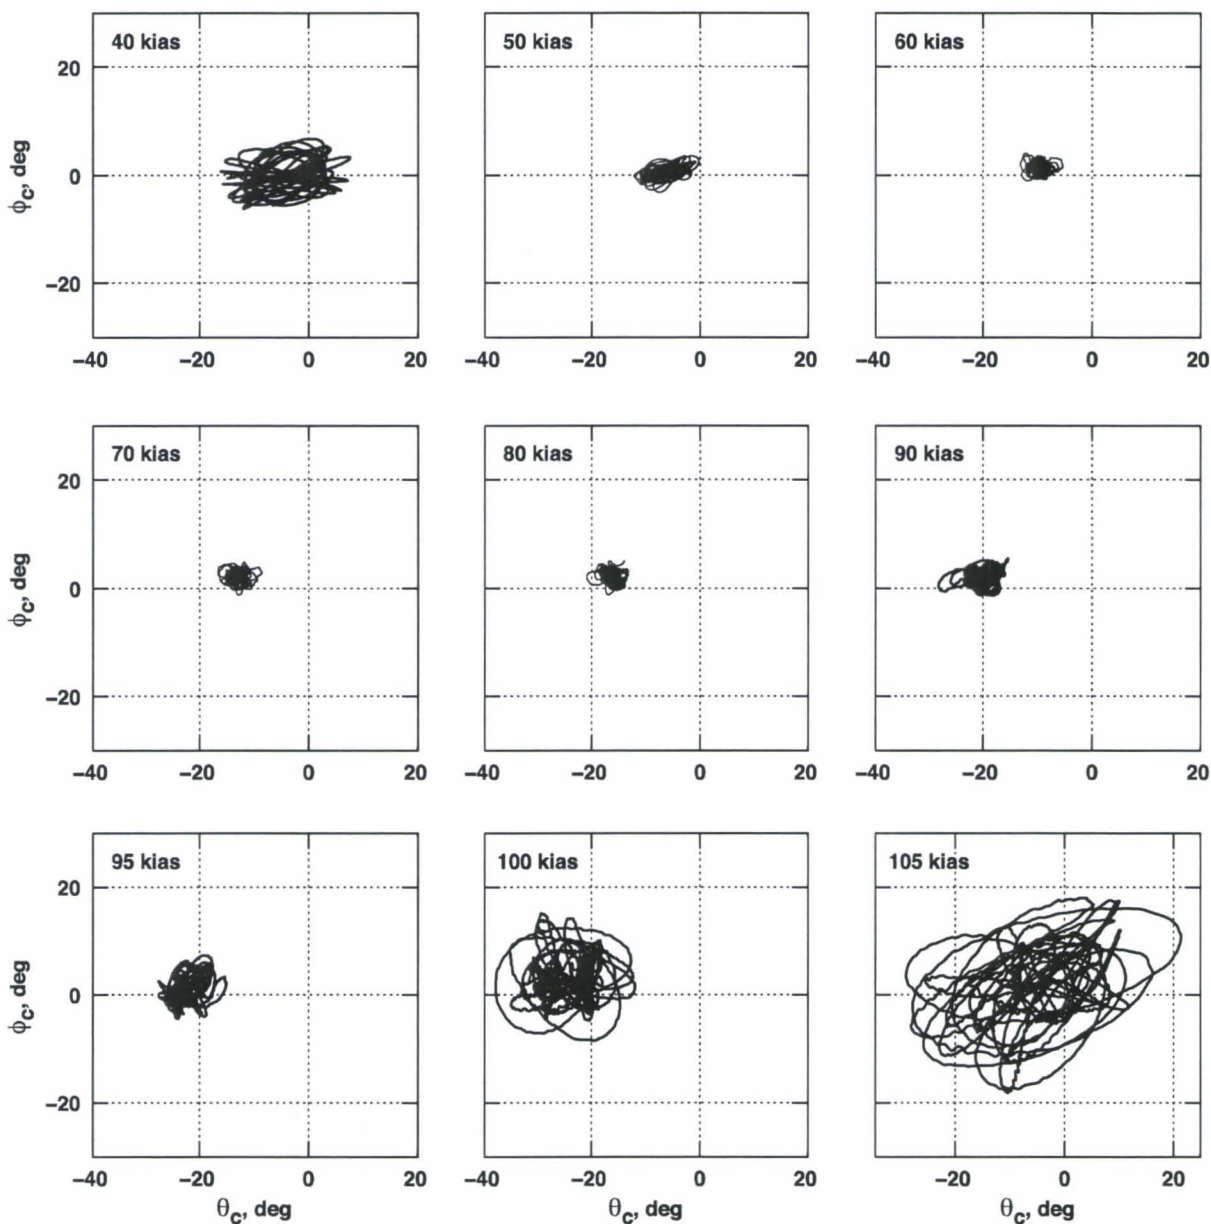 40 kias
50 kias
60 kias
20
0
−20
ϕc, deg
−40 −20 0 20
−40 −20 0 20
−40 −20 0 20
70 kias
80 kias
90 kias
20
0
−20
ϕc, deg
−40 −20 0 20
−40 −20 0 20
−40 −20 0 20
95 kias
100 kias
105 kias
20
0
−20
ϕc, deg
−40 −20 0 20
−40 −20 0 20
−20 0 20
θc, deg
θc, deg
θc, deg